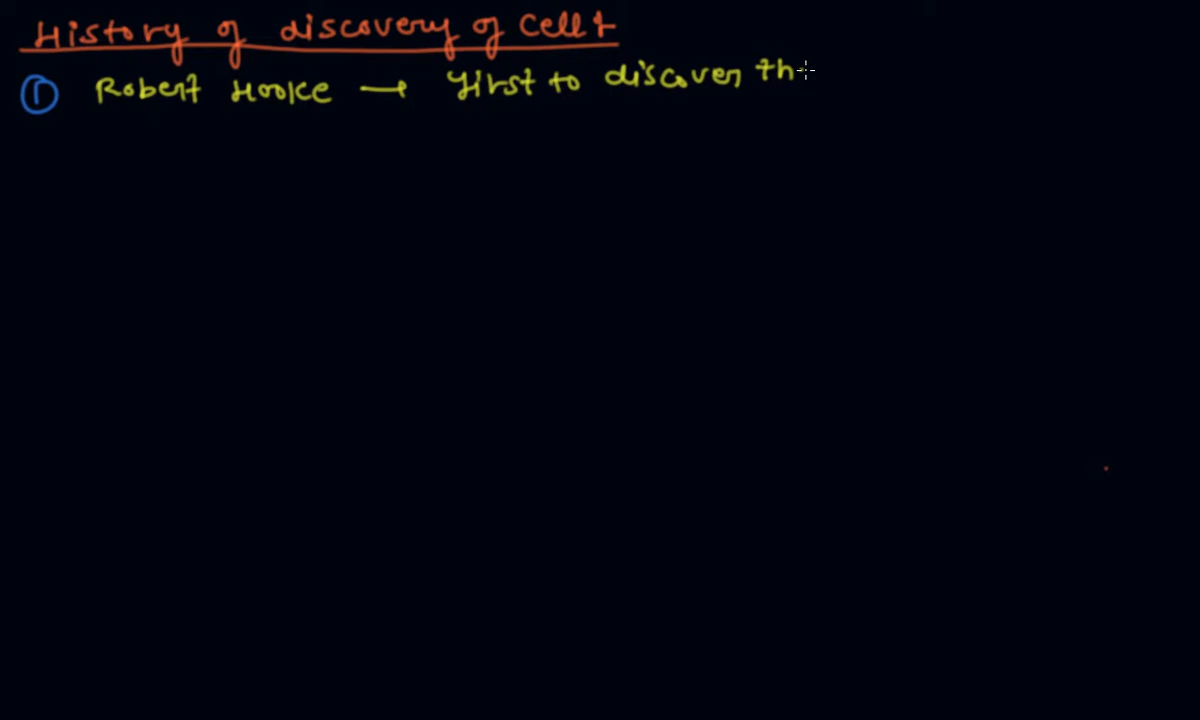 History of discovery of Cell t
① Robert Hooke → first to discover th